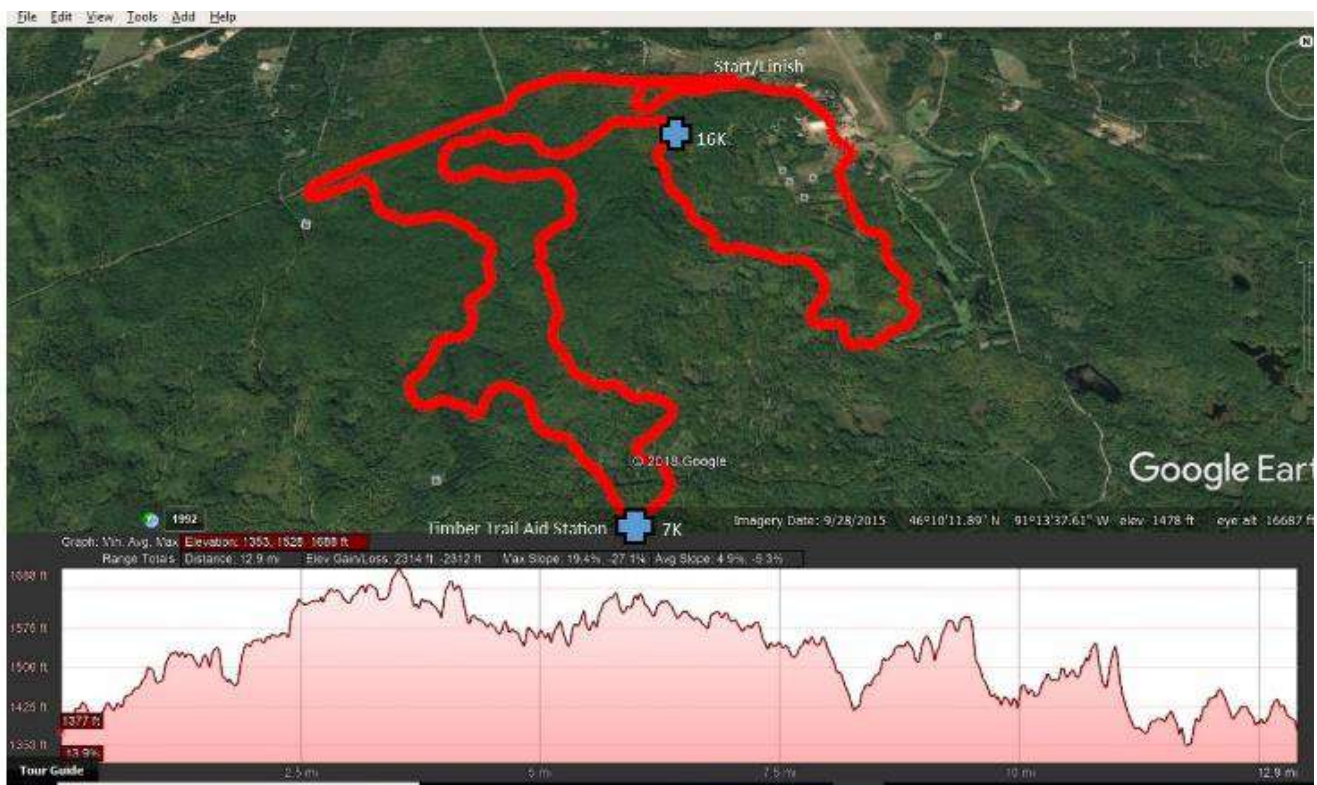 File Edit View Tools Add Help
Start/Linish
16K
© 2018 Google
Google Eart
1992
Timber Trail Aid Station
7K
Imagery Date: 9/28/2015 46°10'11.89" N 91°13'37.61" W elev 1478 ft eye alt 16687 ft
Graph: Min, Avg, Max Elevation: 1353, 1528, 1688 ft
Range Totals: Distance: 12.9 mi Elev Gain/Loss: 2314 ft, -2312 ft Max Slope: 19.4%, -27.1% Avg Slope: 4.9%, -5.3%
1688 ft
1575 ft
1500 ft
1425 ft
1377 ft
1353 ft
13.9%
Tour Guide
2.5 mi 5 mi 7.5 mi 10 mi 12.9 mi